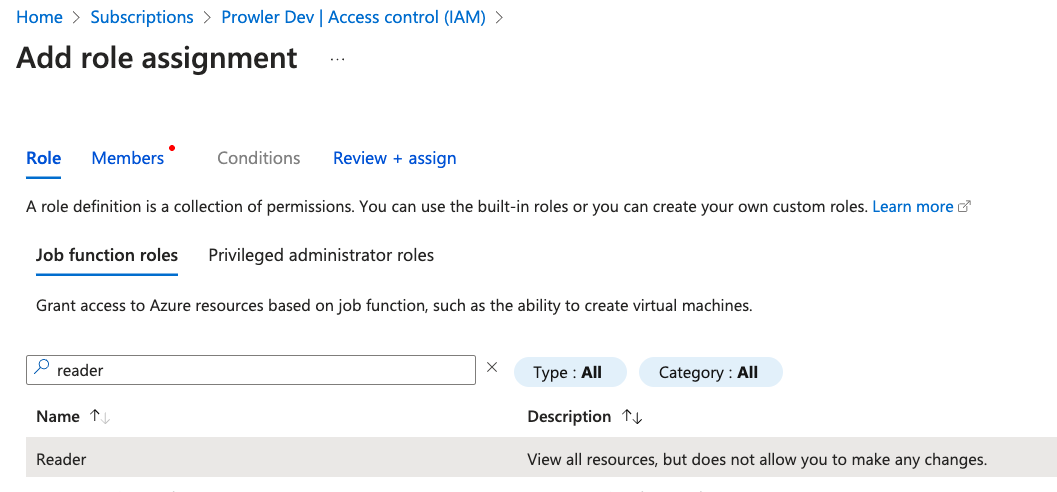 Home > Subscriptions > Prowler Dev | Access control (IAM) >
Add role assignment ...
Role Members Conditions Review + assign
A role definition is a collection of permissions. You can use the built-in roles or you can create your own custom roles. Learn more
Job function roles Privileged administrator roles
Grant access to Azure resources based on job function, such as the ability to create virtual machines.
reader × Type : All Category : All
Name ↑↓ Description ↑↓
Reader View all resources, but does not allow you to make any changes.